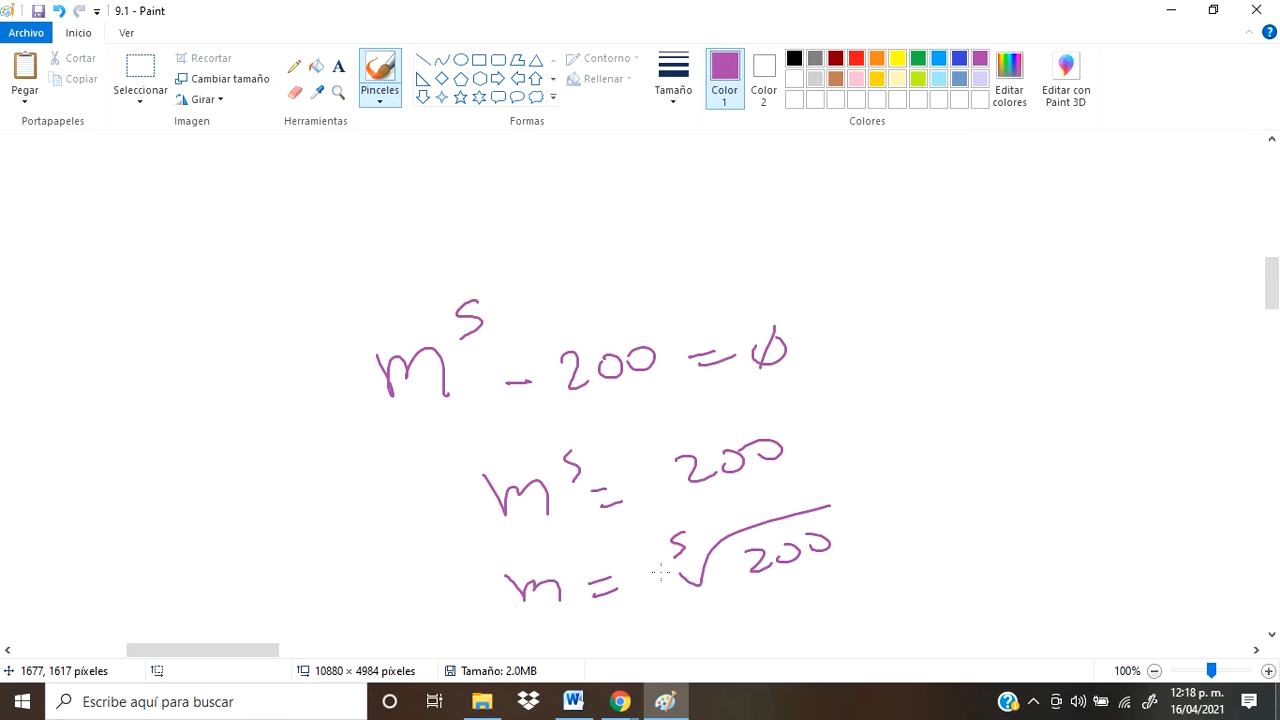 9.1 - Paint
Archivo Inicio Ver
Pegar
Cortar
Copiar
Portapapeles
Seleccionar
Recortar
Cambiar tamaño
Girar
Imagen
A
Herramientas
Pinceles
Contorno
Rellenar
Formas
Tamaño
Color 1
Color 2
Editar colores
Editar con Paint 3D
Colores
m⁵ - 200 = 0
m⁵ = 200
m = ⁵√200
1677, 1617 píxeles 10880 × 4984 píxeles Tamaño: 2.0MB 100%
Escribe aquí para buscar
12:18 p. m.
16/04/2021